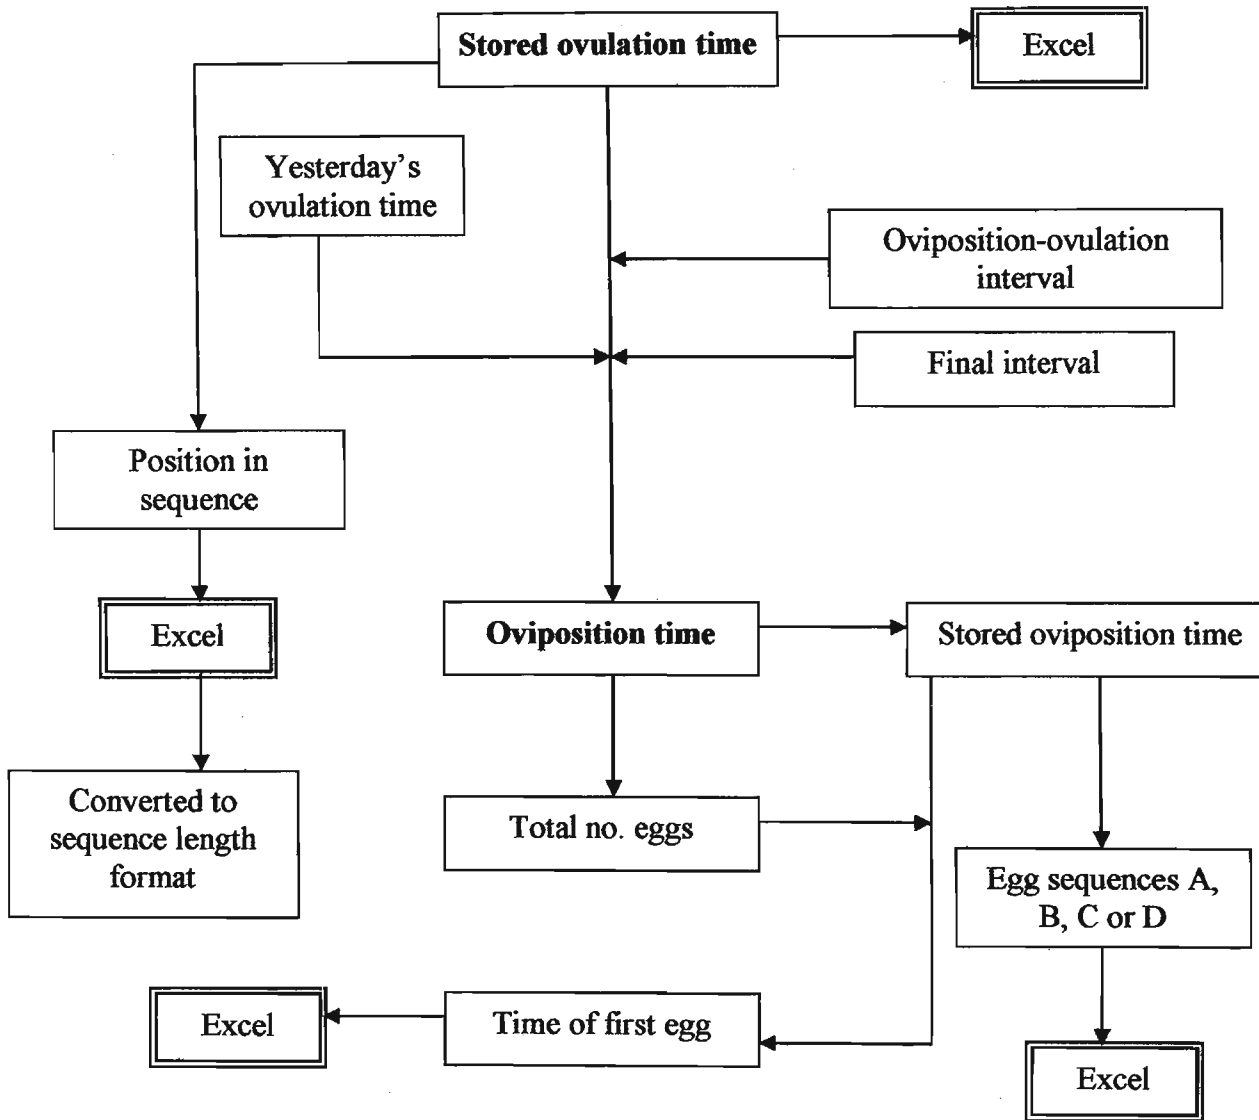 Stored ovulation time
Excel
Yesterday's
ovulation time
Oviposition-ovulation
interval
Final interval
Position in
sequence
Excel
Oviposition time
Stored oviposition time
Converted to
sequence length
format
Total no. eggs
Egg sequences A,
B, C or D
Excel
Time of first egg
Excel